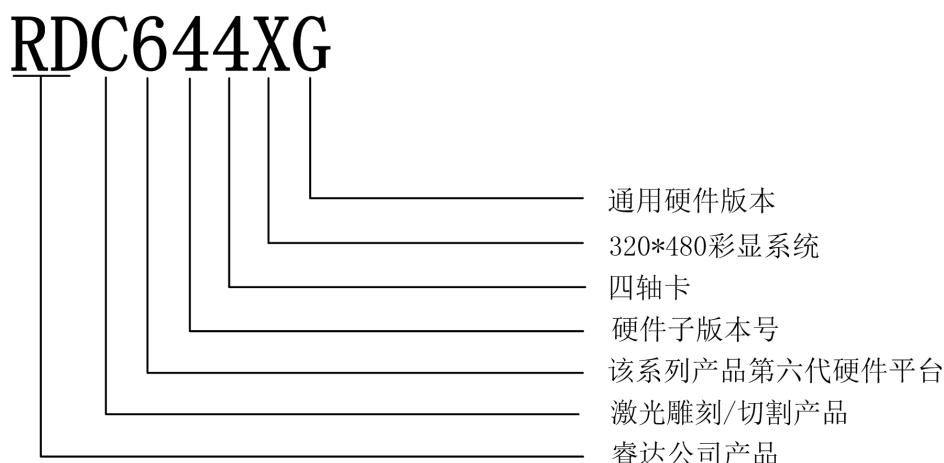 RDC644XG
通用硬件版本
320*480彩显系统
四轴卡
硬件子版本号
该系列产品第六代硬件平台
激光雕刻/切割产品
睿达公司产品